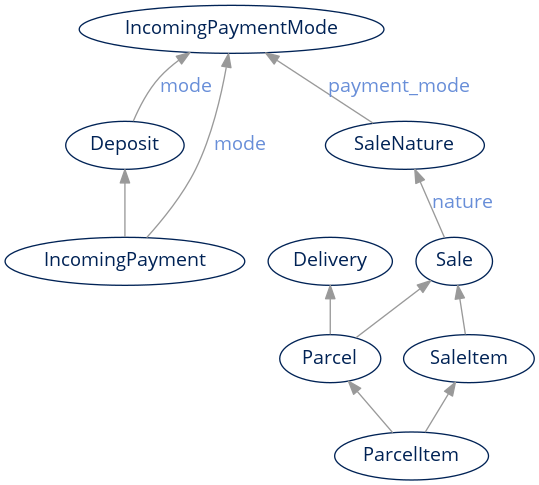 IncomingPaymentMode
mode
payment_mode
Deposit
mode
SaleNature
nature
IncomingPayment
Delivery
Sale
Parcel
SaleItem
ParcelItem